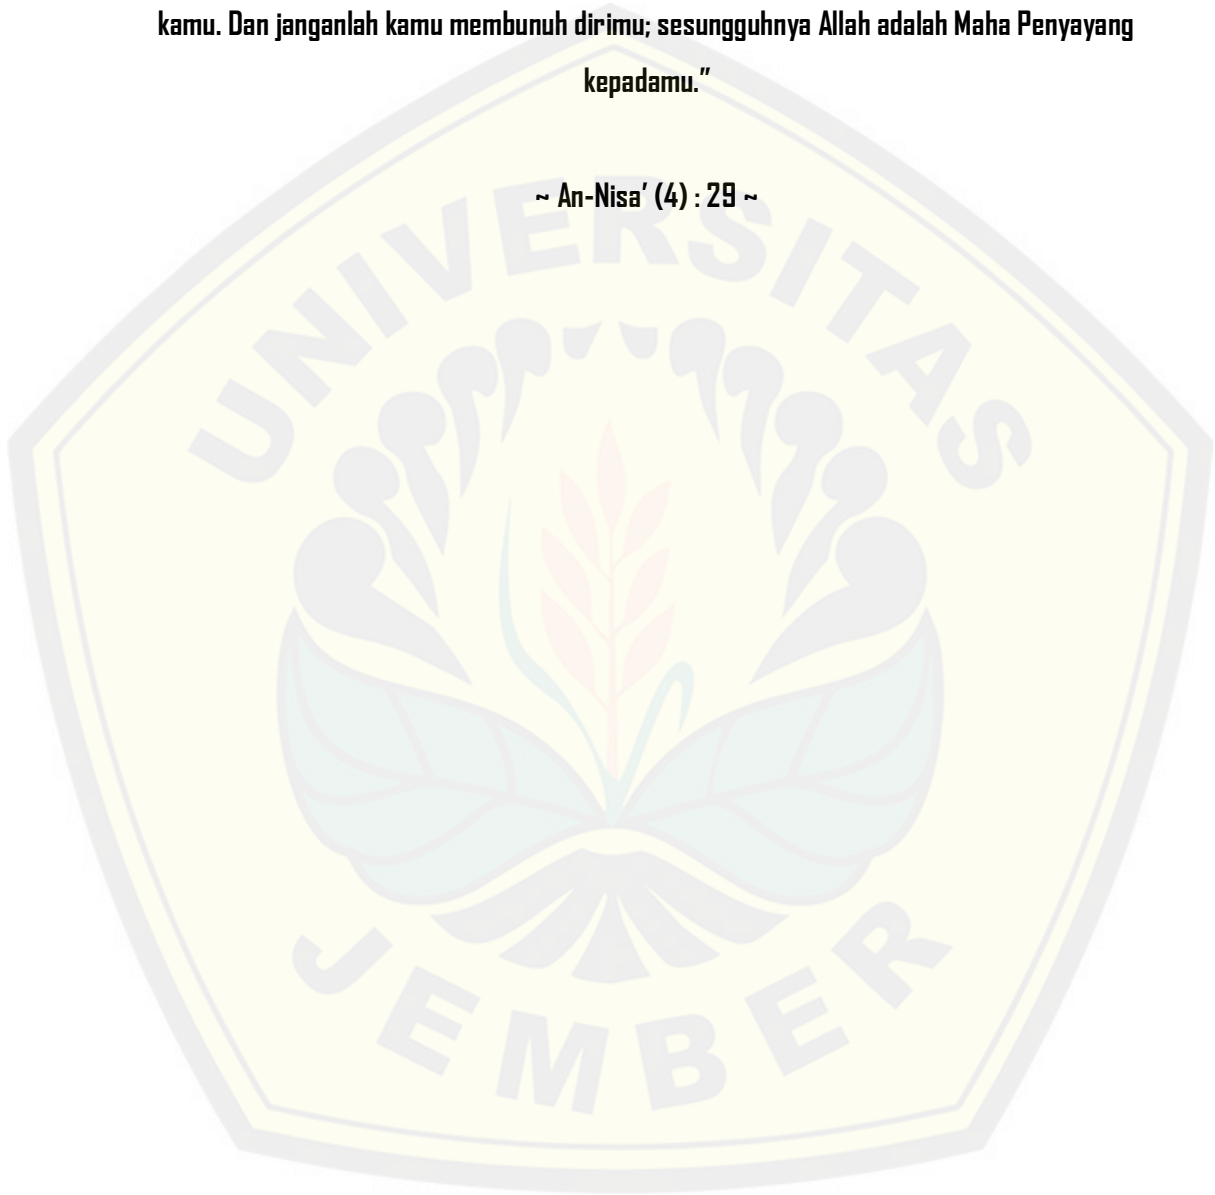 kamu. Dan janganlah kamu membunuh dirimu; sesungguhnya Allah adalah Maha Penyayang
kepadamu.”
~ An-Nisa’ (4) : 29 ~
UNIVERSITAS
JEMBER